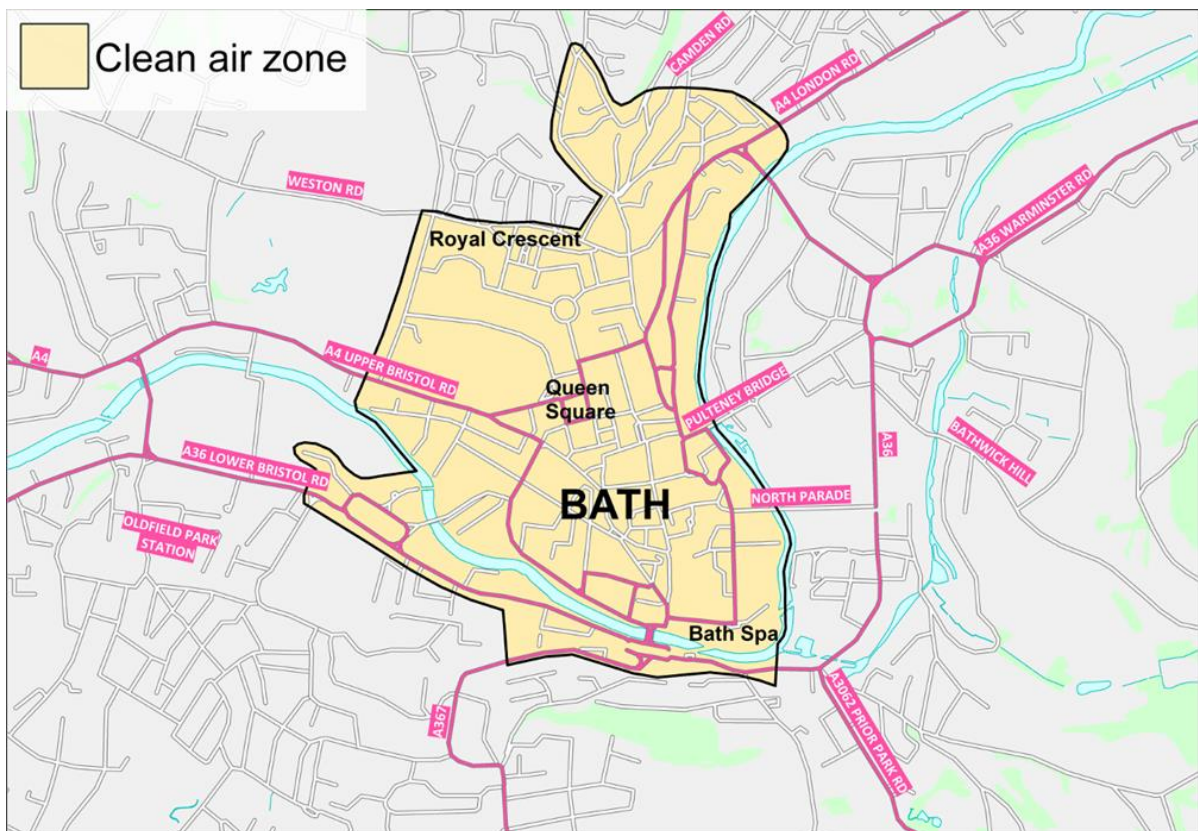 Clean air zone
CAMDEN RD
A4 LONDON RD
WESTON RD
A36 WARMINSTER RD
Royal Crescent
A4
A4 UPPER BRISTOL RD
Queen
Square
PULTENEY BRIDGE
A36
BATHWICK HILL
A36 LOWER BRISTOL RD
BATH
NORTH PARADE
OLDFIELD PARK
STATION
Bath Spa
A367
A3062 PRIOR PARK RD